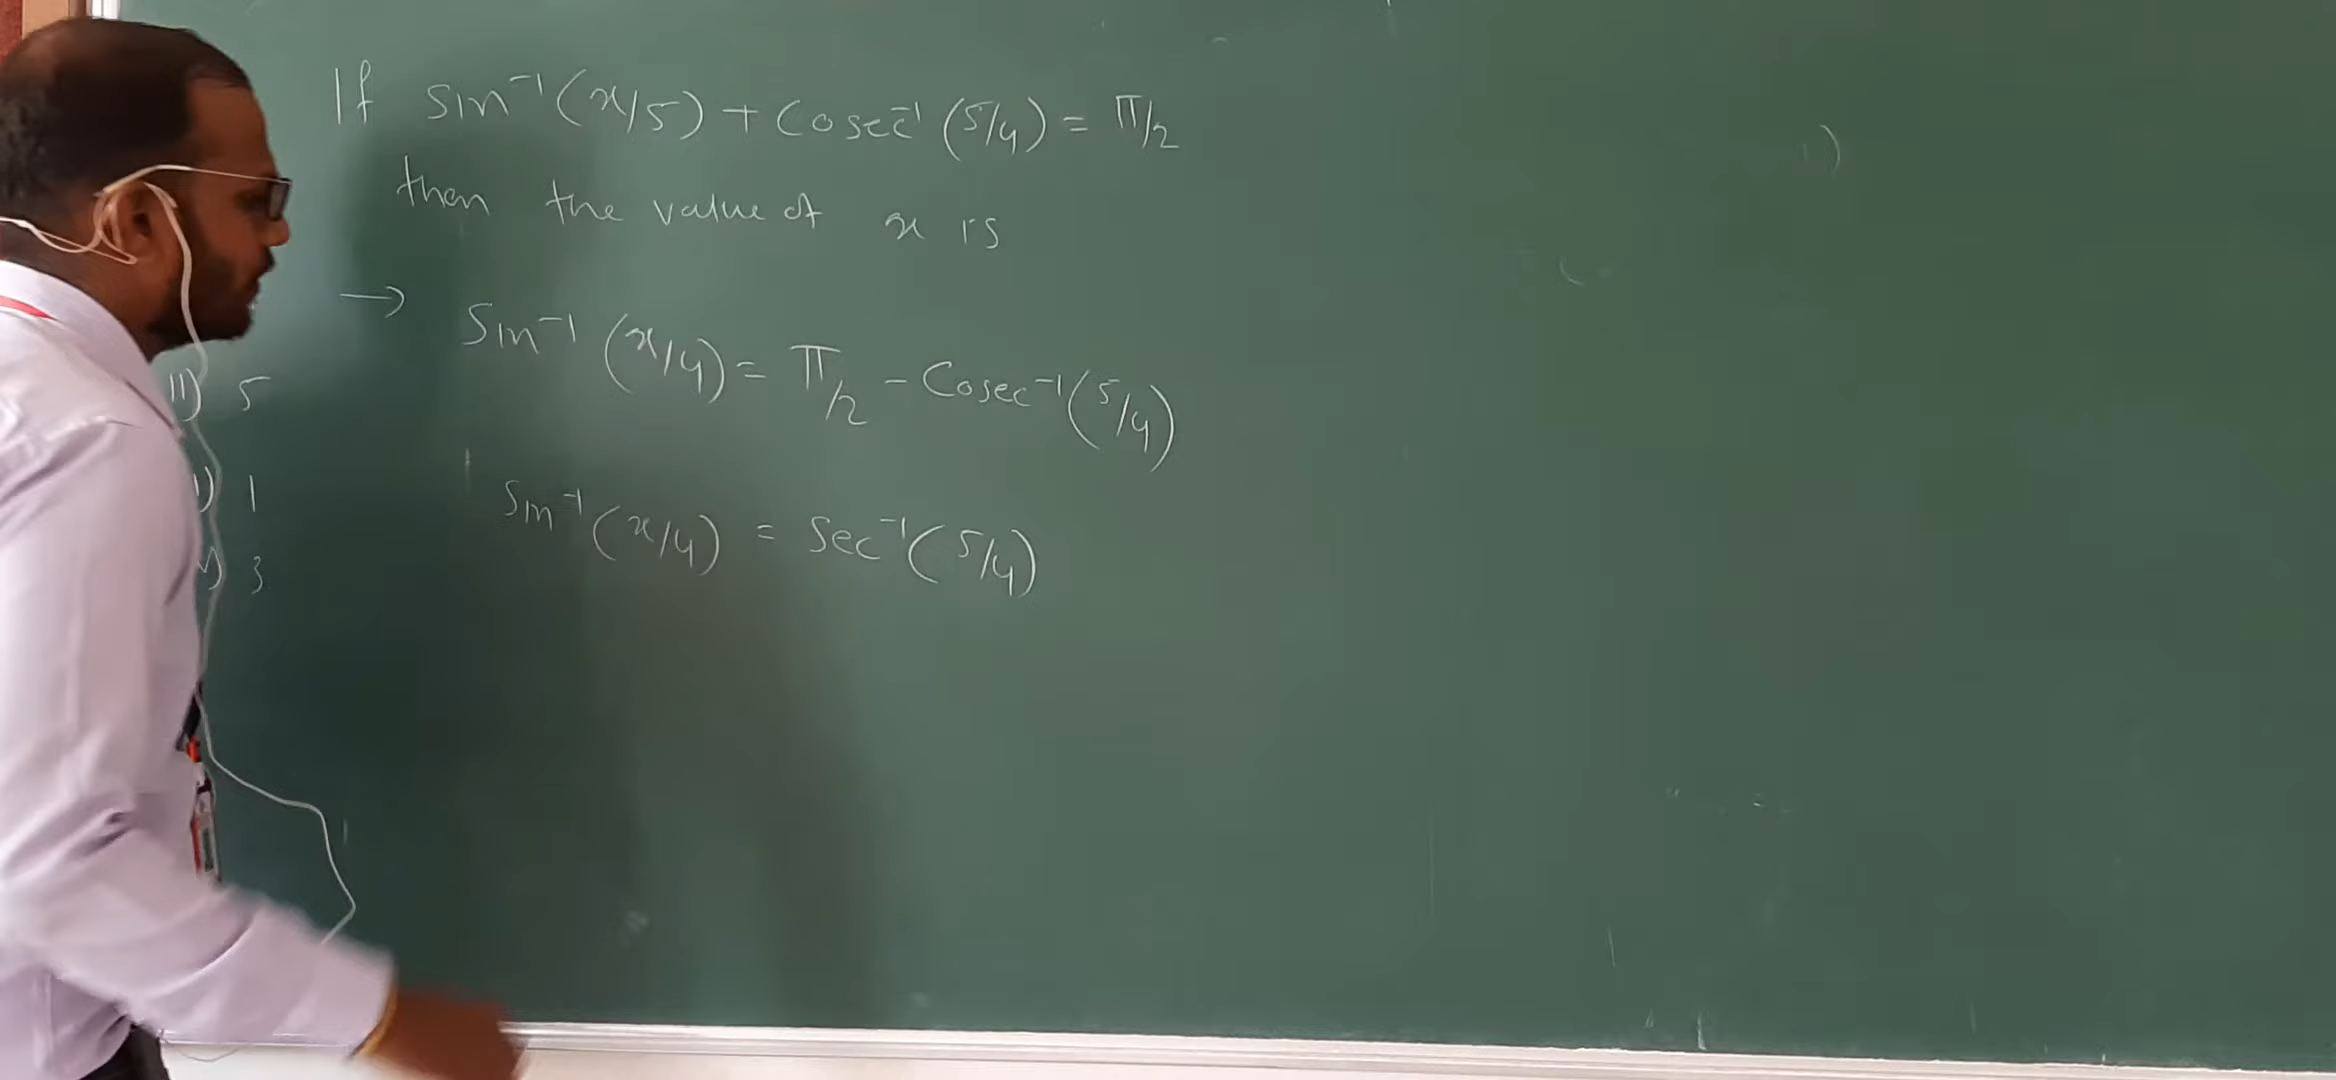 If sin⁻¹(x/5) + Cosec⁻¹(5/4) = π/2
then the value of x is
→ Sin⁻¹(x/4) = π/2 - Cosec⁻¹(5/4)
Sin⁻¹(x/4) = Sec⁻¹(5/4)
II) 5
) 1
) 3
)